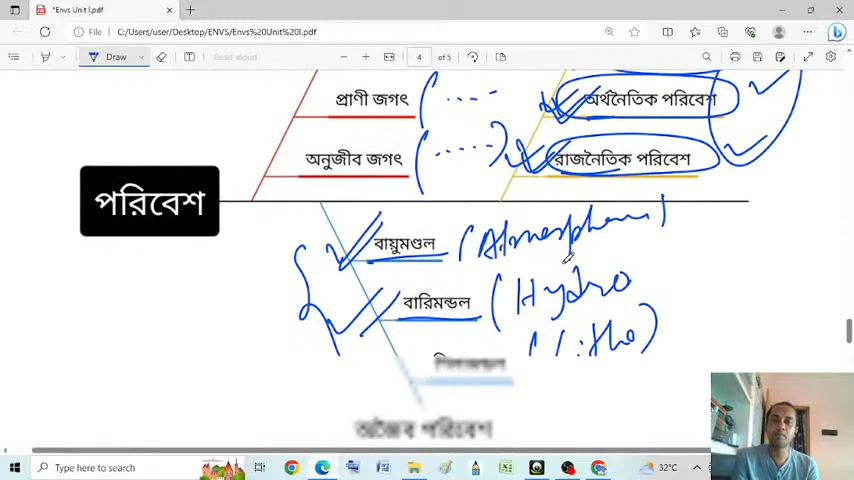 *Envs Unit I.pdf
File
C:/Users/user/Desktop/ENVS/Envs%20Unit%20I.pdf
Draw
Read aloud
4 of 5
প্রাণী জগৎ
অর্থনৈতিক পরিবেশ
অনুজীব জগৎ
রাজনৈতিক পরিবেশ
পরিবেশ
বায়ুমণ্ডল (Atmosphere)
বারিমন্ডল (Hydro
(Litho)
অজৈব পরিবেশ
Type here to search
32°C